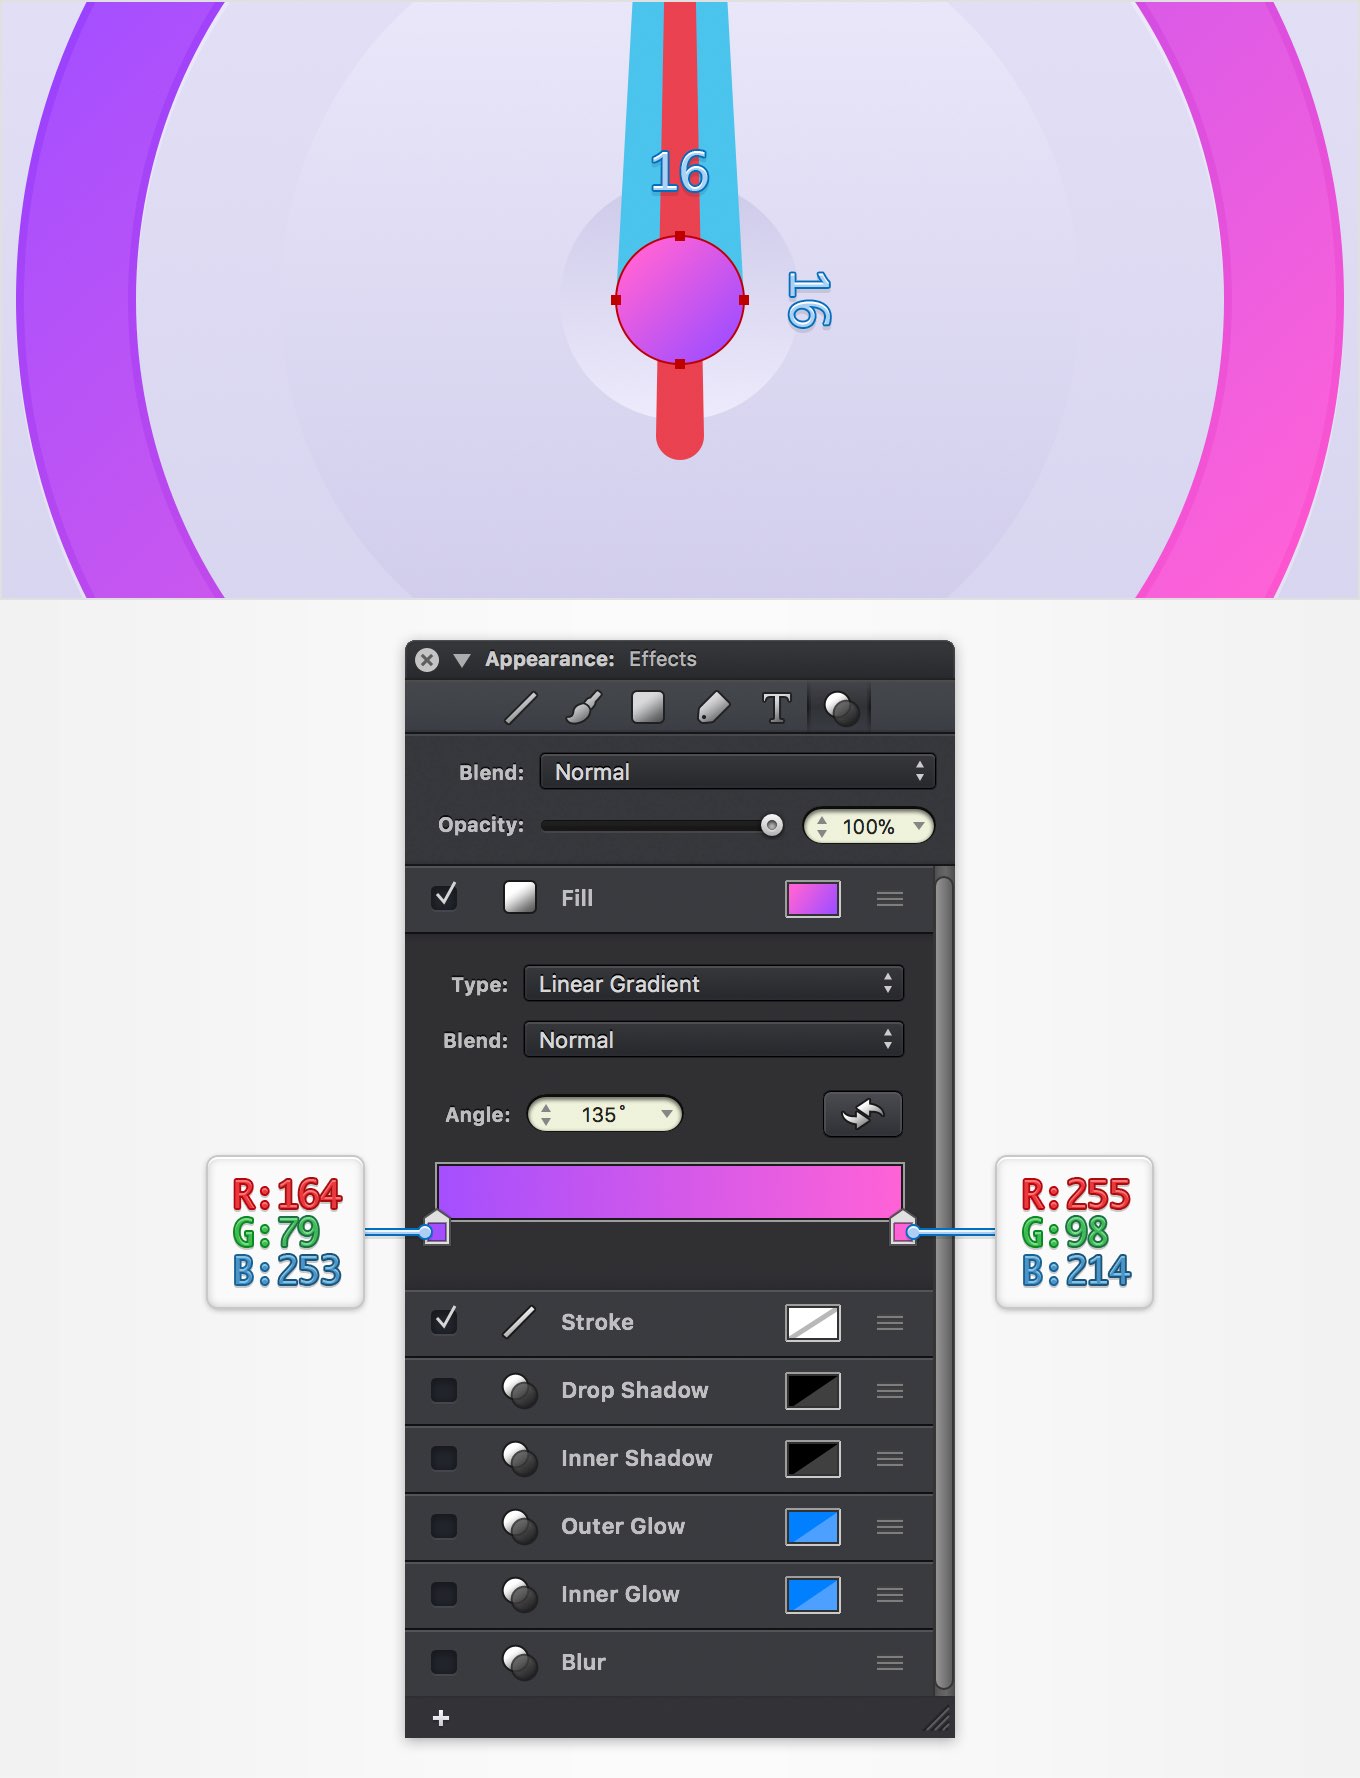 16
16
Appearance: Effects
T
Blend: Normal
Opacity: 100%
Fill
Type: Linear Gradient
Blend: Normal
Angle: 135°
R:164
G:79
B:253
R:255
G:98
B:214
Stroke
Drop Shadow
Inner Shadow
Outer Glow
Inner Glow
Blur
+